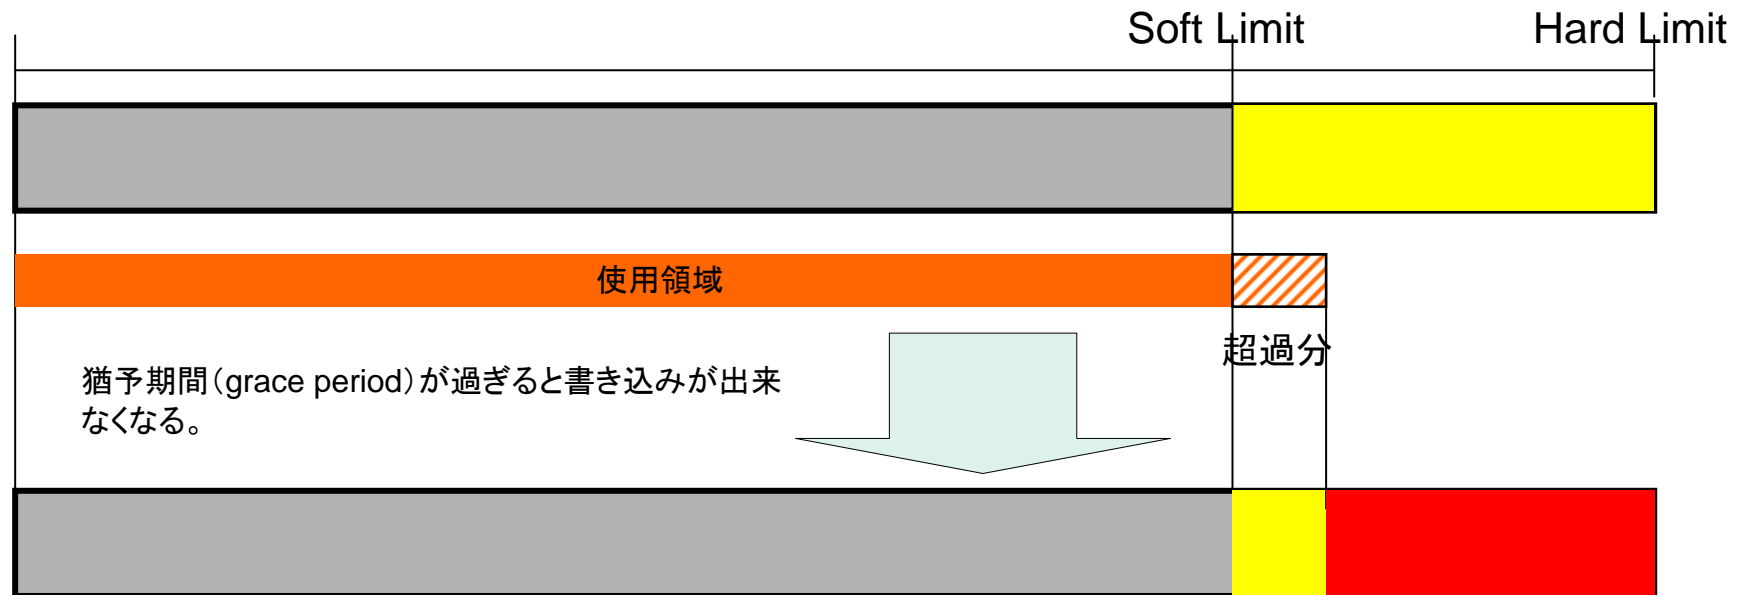 Soft Limit
Hard Limit
使用領域
超過分
猶予期間（grace period）が過ぎると書き込みが出来
なくなる。